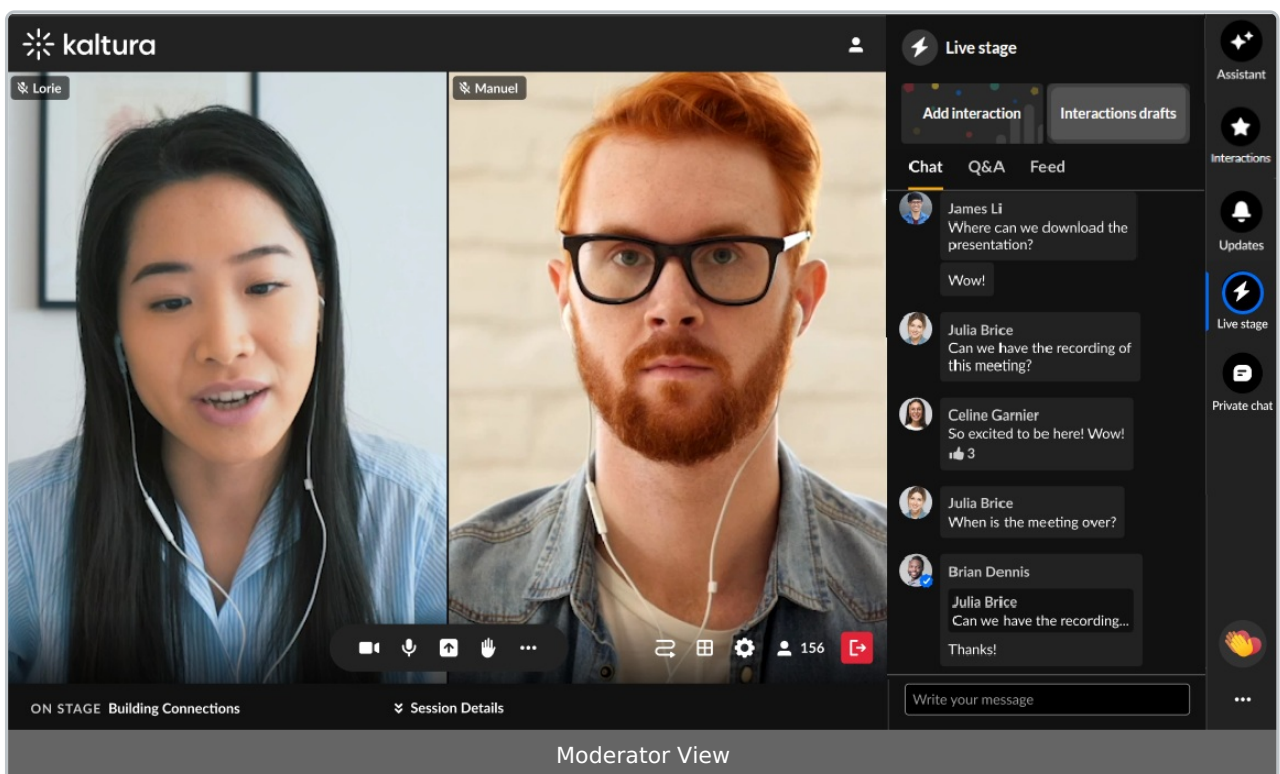 kaltura
Lorie
Manuel
156
ON STAGE Building Connections
Session Details
Live stage
Add interaction
Interactions drafts
Chat
Q&A
Feed
James Li
Where can we download the
presentation?
Wow!
Julia Brice
Can we have the recording of
this meeting?
Celine Garnier
So excited to be here! Wow!
3
Julia Brice
When is the meeting over?
Brian Dennis
Julia Brice
Can we have the recording...
Thanks!
Write your message
Assistant
Interactions
Updates
Live stage
Private chat
Moderator View